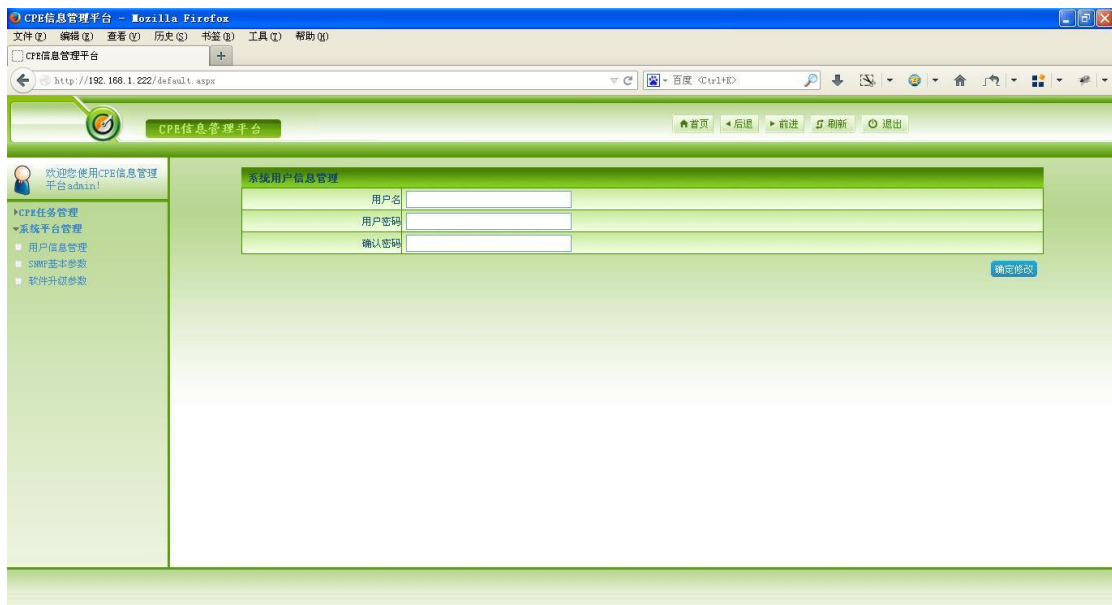 CPE信息管理平台 - Mozilla Firefox
文件(F) 编辑(E) 查看(V) 历史(S) 书签(B) 工具(T) 帮助(H)
CPE信息管理平台 +
http://192.168.1.222/default.aspx 百度 <Ctrl+K>
CPE信息管理平台 首页 后退 前进 刷新 退出
欢迎您使用CPE信息管理
平台admin!
CPE任务管理
系统平台管理
用户信息管理
SNMP基本参数
软件升级参数
系统用户信息管理
用户名
用户密码
确认密码
确定修改